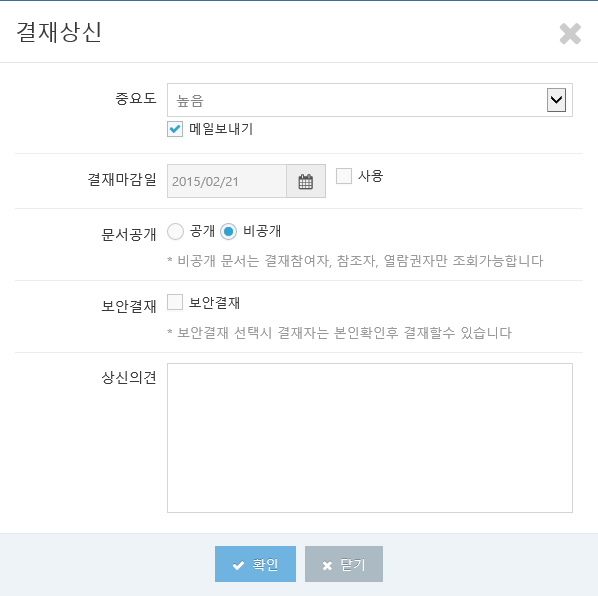 결재상신
중요도
높음
메일보내기
결재마감일
2015/02/21
사용
문서공개
공개
비공개
* 비공개 문서는 결재참여자, 참조자, 열람권자만 조회가능합니다
보안결재
보안결재
* 보안결재 선택시 결재자는 본인확인후 결재할수 있습니다
상신의견
확인
닫기